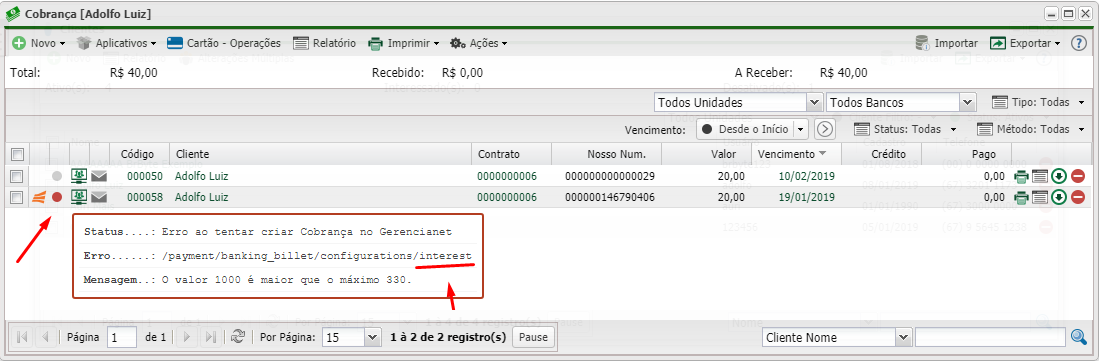 Cobrança [Adolfo Luiz]
Novo Aplicativos Cartão - Operações Relatório Imprimir Ações Importar Exportar ?
Total: R$ 40,00 Recebido: R$ 0,00 A Receber: R$ 40,00
Todos Unidades Todos Bancos Tipo: Todas
Vencimento: Desde o Início Status: Todas Método: Todas
Código Cliente Contrato Nosso Num. Valor Vencimento Crédito Pago
000050 Adolfo Luiz 0000000006 000000000000029 20,00 10/02/2019 0,00
000058 Adolfo Luiz 0000000006 000000146790406 20,00 19/01/2019 0,00
Status....: Erro ao tentar criar Cobrança no Gerencianet
Erro......: /payment/banking_billet/configurations/interest
Mensagem..: O valor 1000 é maior que o máximo 330.
Página 1 de 1 Por Página: 15 1 à 2 de 2 registro(s) Pause Cliente Nome